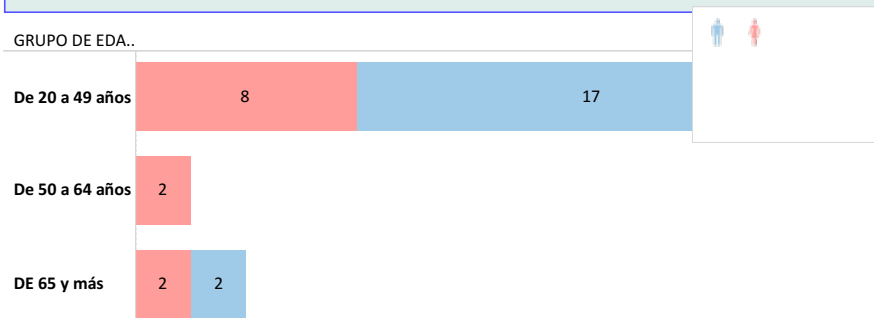 GRUPO DE EDA..
De 20 a 49 años 8 17
De 50 a 64 años 2
DE 65 y más 2 2